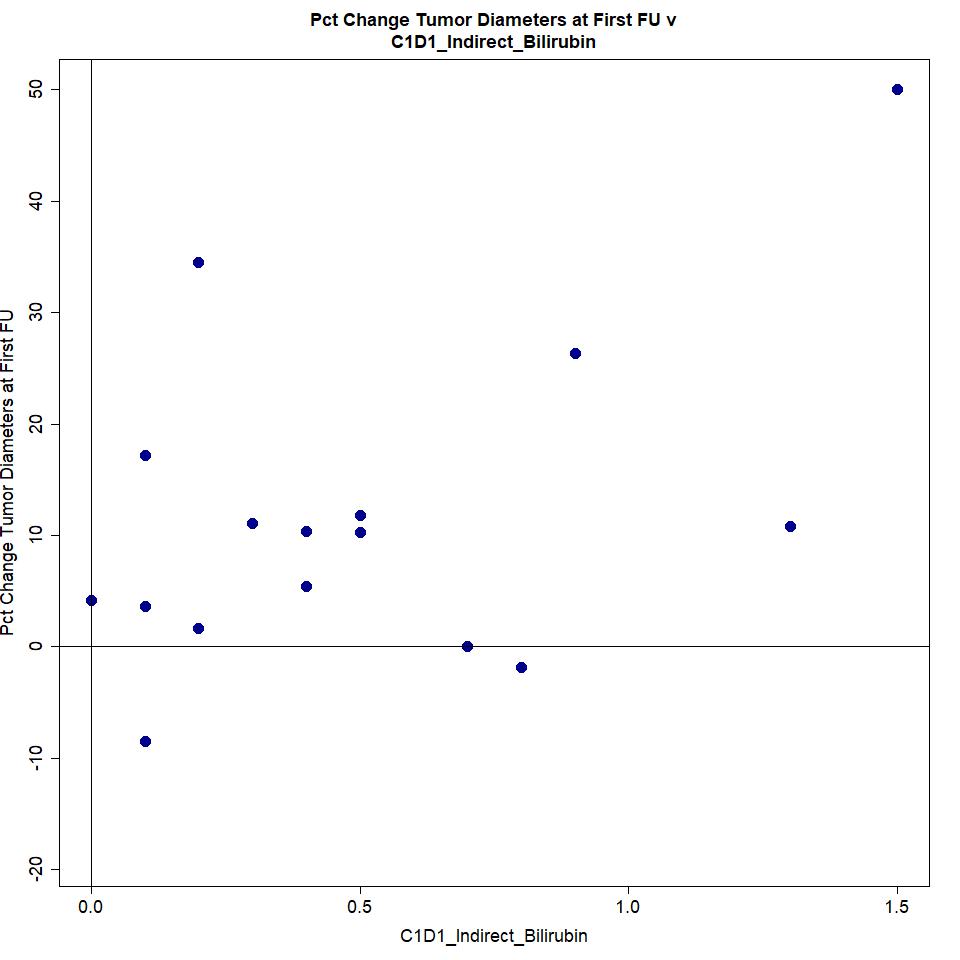 Pct Change Tumor Diameters at First FU v
C1D1_Indirect_Bilirubin
Pct Change Tumor Diameters at First FU
50
40
30
20
10
0
-10
-20
0.0 0.5 1.0 1.5
C1D1_Indirect_Bilirubin